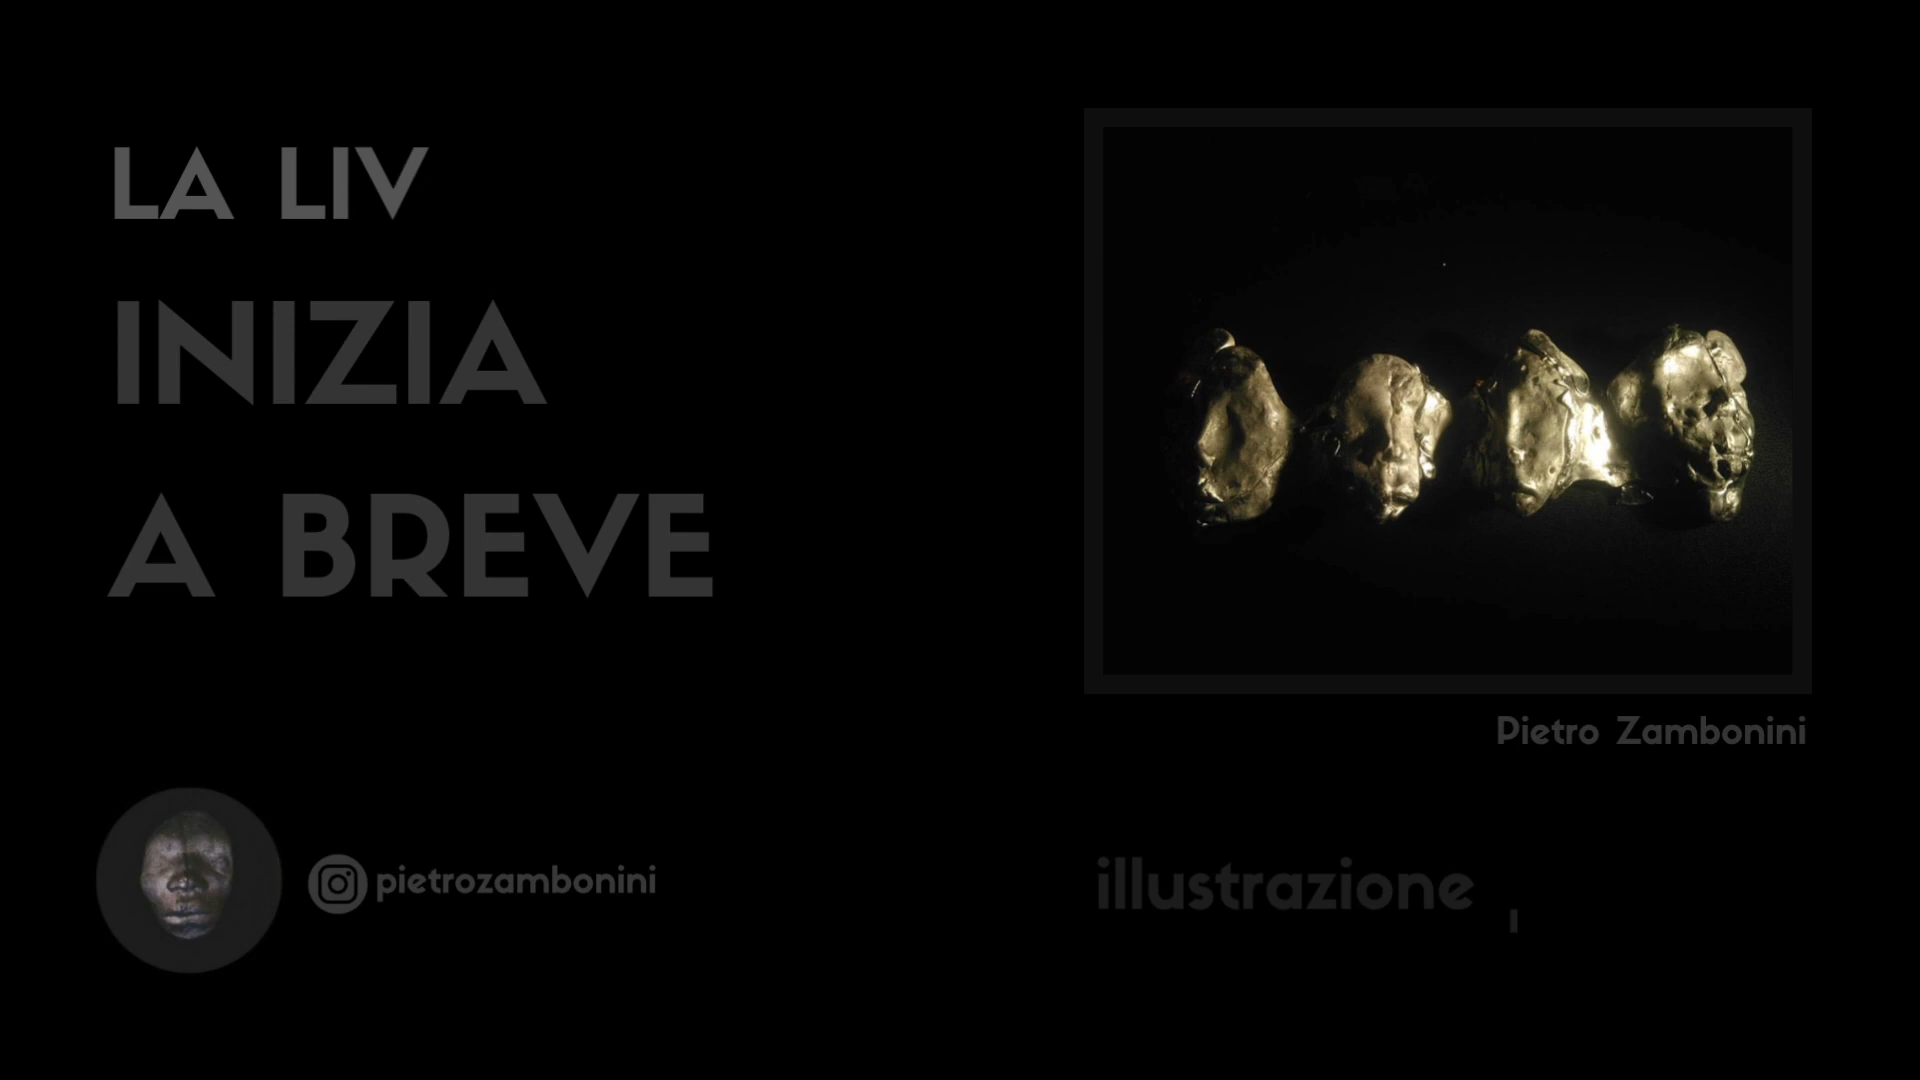 LA LIV
INIZIA
A BREVE
Pietro Zambonini
pietrozambonini
illustrazione